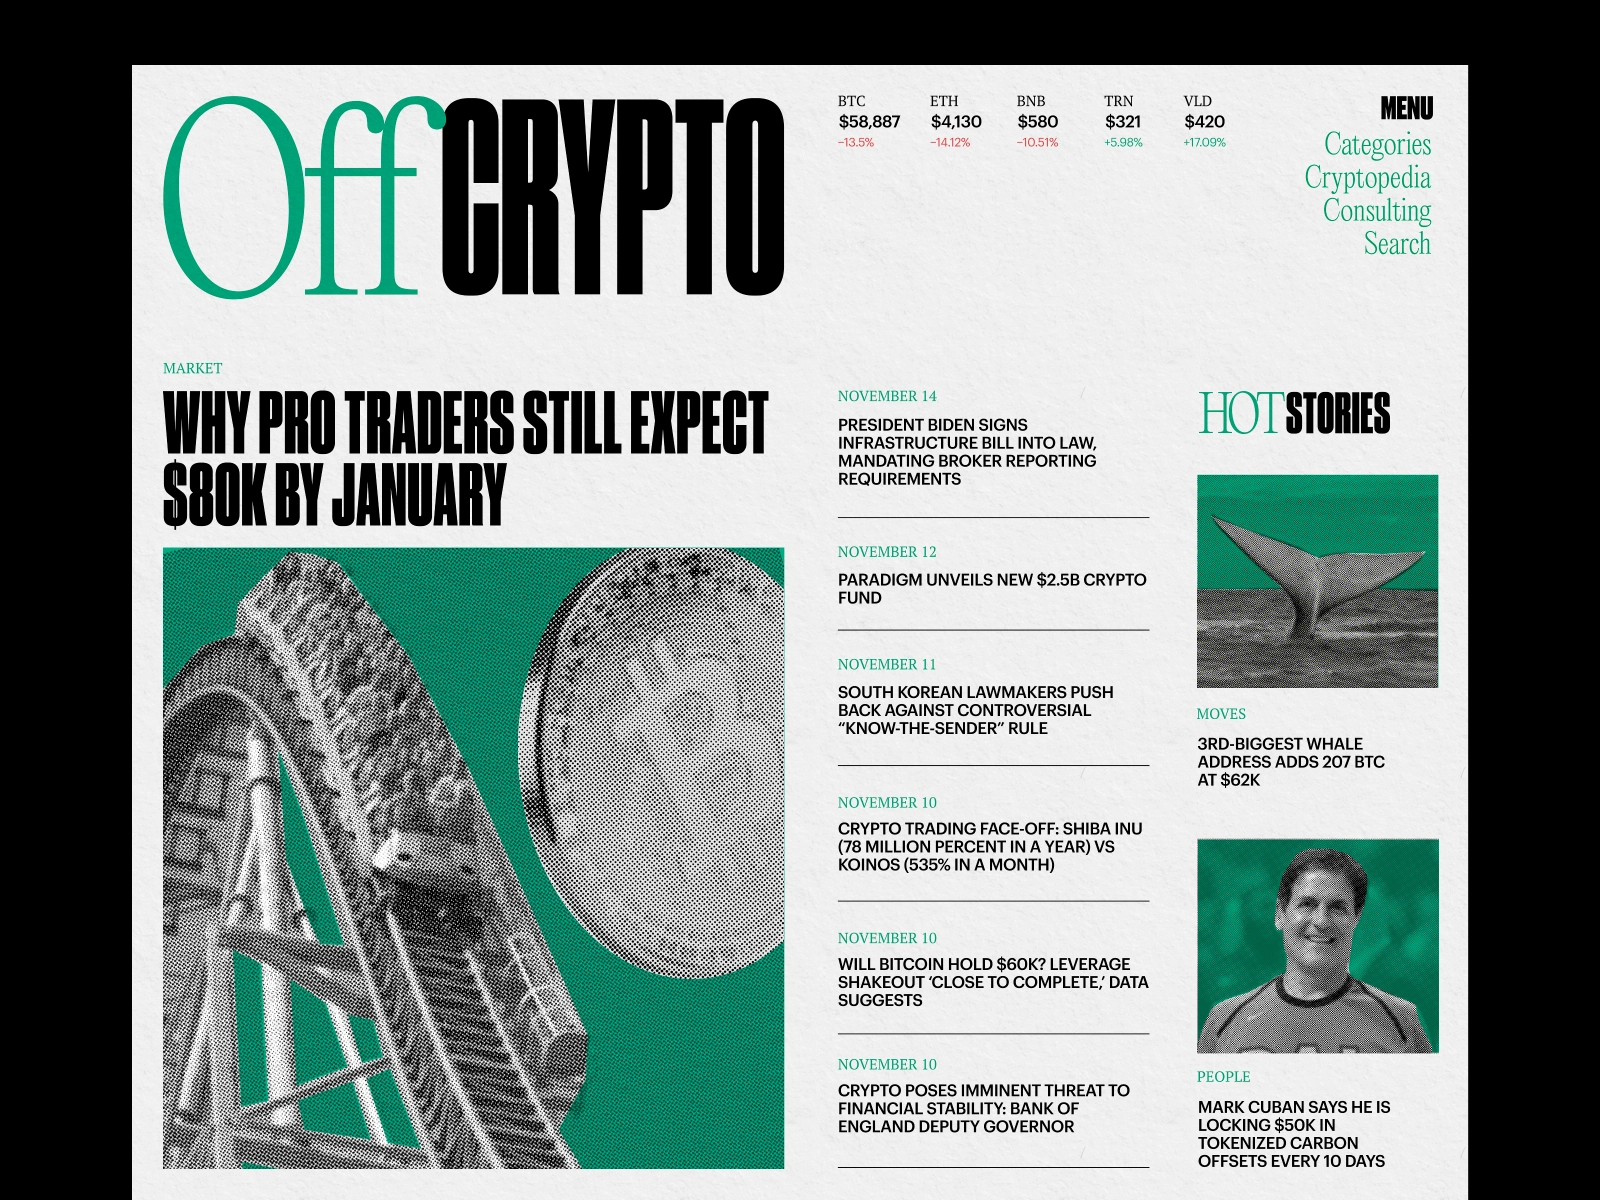 Off CRYPTO
BTC
$58,887
−13.5%
ETH
$4,130
−14.12%
BNB
$580
−10.51%
TRN
$321
+5.98%
VLD
$420
+17.09%
MENU
Categories
Cryptopedia
Consulting
Search
MARKET
WHY PRO TRADERS STILL EXPECT
$80K BY JANUARY
NOVEMBER 14
PRESIDENT BIDEN SIGNS
INFRASTRUCTURE BILL INTO LAW,
MANDATING BROKER REPORTING
REQUIREMENTS
NOVEMBER 12
PARADIGM UNVEILS NEW $2.5B CRYPTO
FUND
NOVEMBER 11
SOUTH KOREAN LAWMAKERS PUSH
BACK AGAINST CONTROVERSIAL
“KNOW-THE-SENDER” RULE
NOVEMBER 10
CRYPTO TRADING FACE-OFF: SHIBA INU
(78 MILLION PERCENT IN A YEAR) VS
KOINOS (535% IN A MONTH)
NOVEMBER 10
WILL BITCOIN HOLD $60K? LEVERAGE
SHAKEOUT ‘CLOSE TO COMPLETE,’ DATA
SUGGESTS
NOVEMBER 10
CRYPTO POSES IMMINENT THREAT TO
FINANCIAL STABILITY: BANK OF
ENGLAND DEPUTY GOVERNOR
HOT STORIES
MOVES
3RD-BIGGEST WHALE
ADDRESS ADDS 207 BTC
AT $62K
PEOPLE
MARK CUBAN SAYS HE IS
LOCKING $50K IN
TOKENIZED CARBON
OFFSETS EVERY 10 DAYS